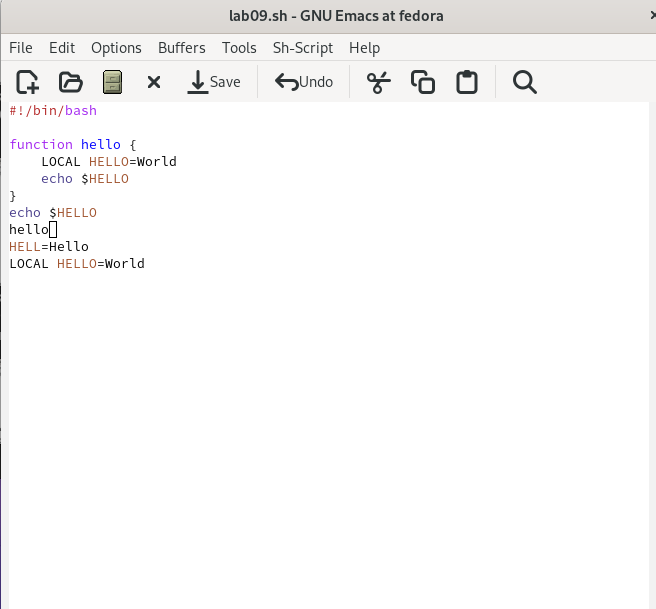 lab09.sh - GNU Emacs at fedora
File Edit Options Buffers Tools Sh-Script Help
Save Undo
#!/bin/bash
function hello {
    LOCAL HELLO=World
    echo $HELLO
}
echo $HELLO
hello
HELL=Hello
LOCAL HELLO=World